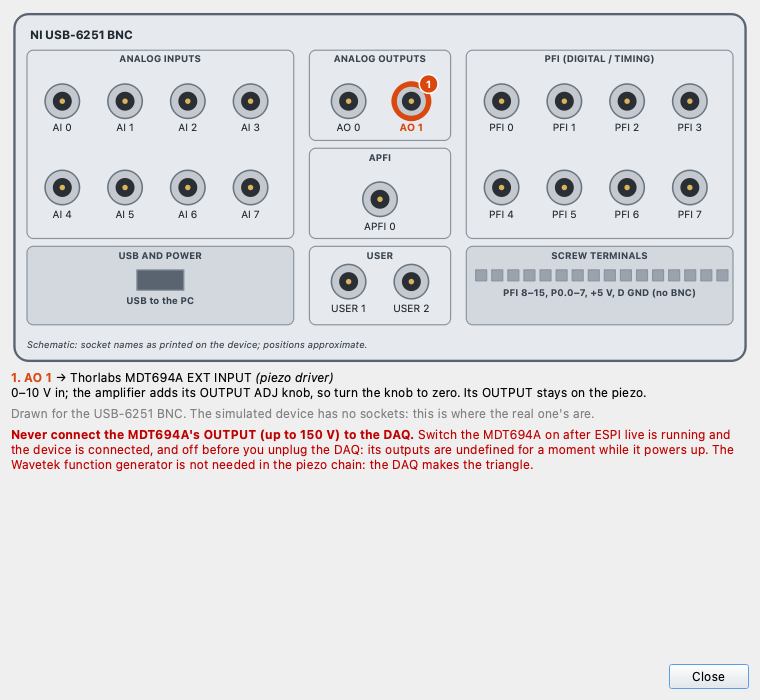 NI USB-6251 BNC
ANALOG INPUTS
AI 0 AI 1 AI 2 AI 3
AI 4 AI 5 AI 6 AI 7
ANALOG OUTPUTS
1
AO 0 AO 1
APFI
APFI 0
PFI (DIGITAL / TIMING)
PFI 0 PFI 1 PFI 2 PFI 3
PFI 4 PFI 5 PFI 6 PFI 7
USB AND POWER
USB to the PC
USER
USER 1 USER 2
SCREW TERMINALS
PFI 8–15, P0.0–7, +5 V, D GND (no BNC)
Schematic: socket names as printed on the device; positions approximate.
1. AO 1 → Thorlabs MDT694A EXT INPUT (piezo driver)
0–10 V in; the amplifier adds its OUTPUT ADJ knob, so turn the knob to zero. Its OUTPUT stays on the piezo.
Drawn for the USB-6251 BNC. The simulated device has no sockets: this is where the real one's are.
Never connect the MDT694A's OUTPUT (up to 150 V) to the DAQ. Switch the MDT694A on after ESPI live is running and
the device is connected, and off before you unplug the DAQ: its outputs are undefined for a moment while it powers up. The
Wavetek function generator is not needed in the piezo chain: the DAQ makes the triangle.
Close